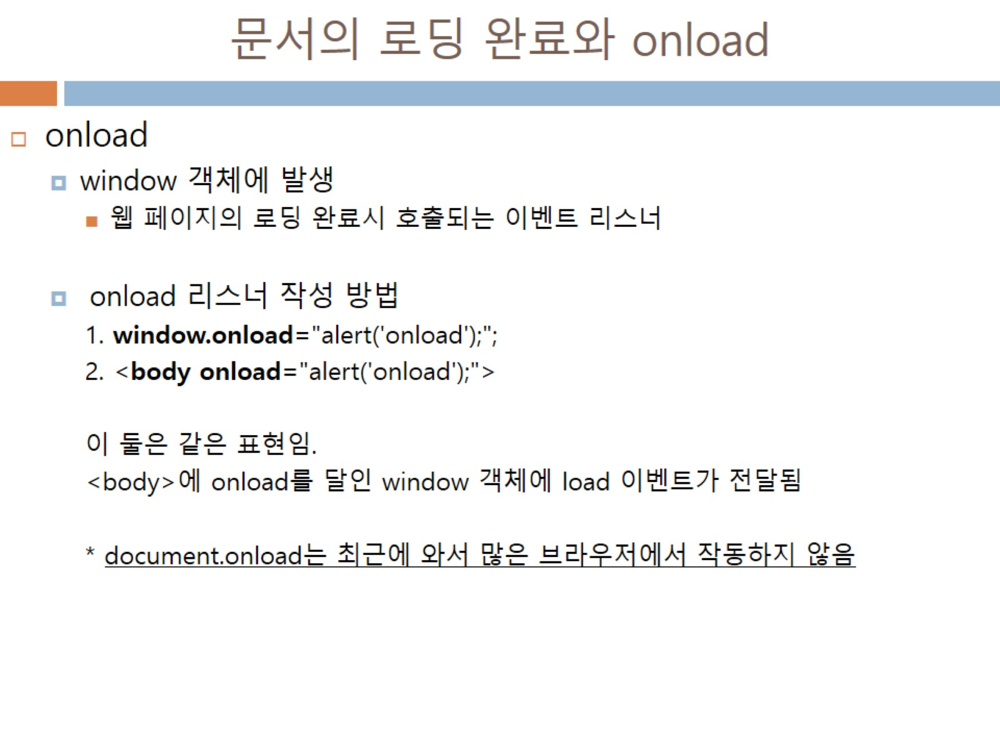 문서의 로딩 완료와 onload
onload
window 객체에 발생
웹 페이지의 로딩 완료시 호출되는 이벤트 리스너
onload 리스너 작성 방법
1. window.onload="alert('onload');";
2. <body onload="alert('onload');">
이 둘은 같은 표현임.
<body>에 onload를 달인 window 객체에 load 이벤트가 전달됨
* document.onload는 최근에 와서 많은 브라우저에서 작동하지 않음